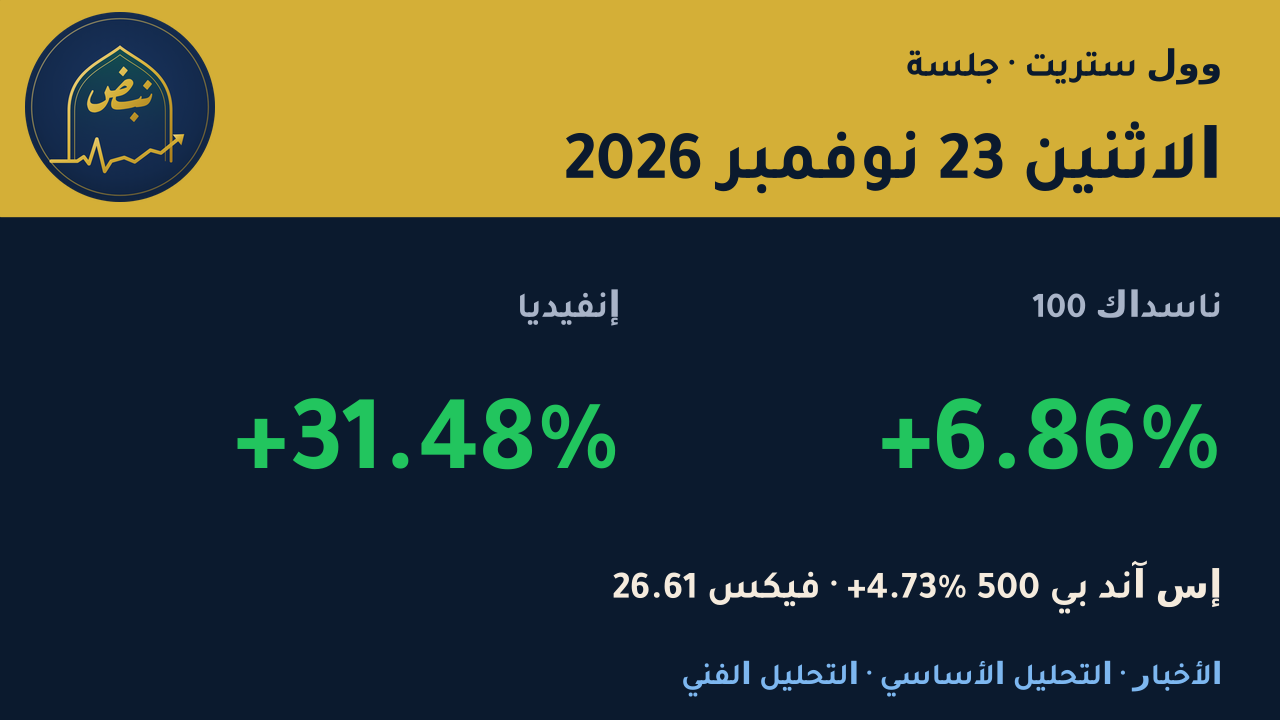 نبض
وول ستريت · جلسة
الاثنين 23 نوفمبر 2026
ناسداك 100
إنفيديا
+6.86%
+31.48%
إس آند بي 500 +4.73% · فيكس 26.61
الأخبار · التحليل الأساسي · التحليل الفني